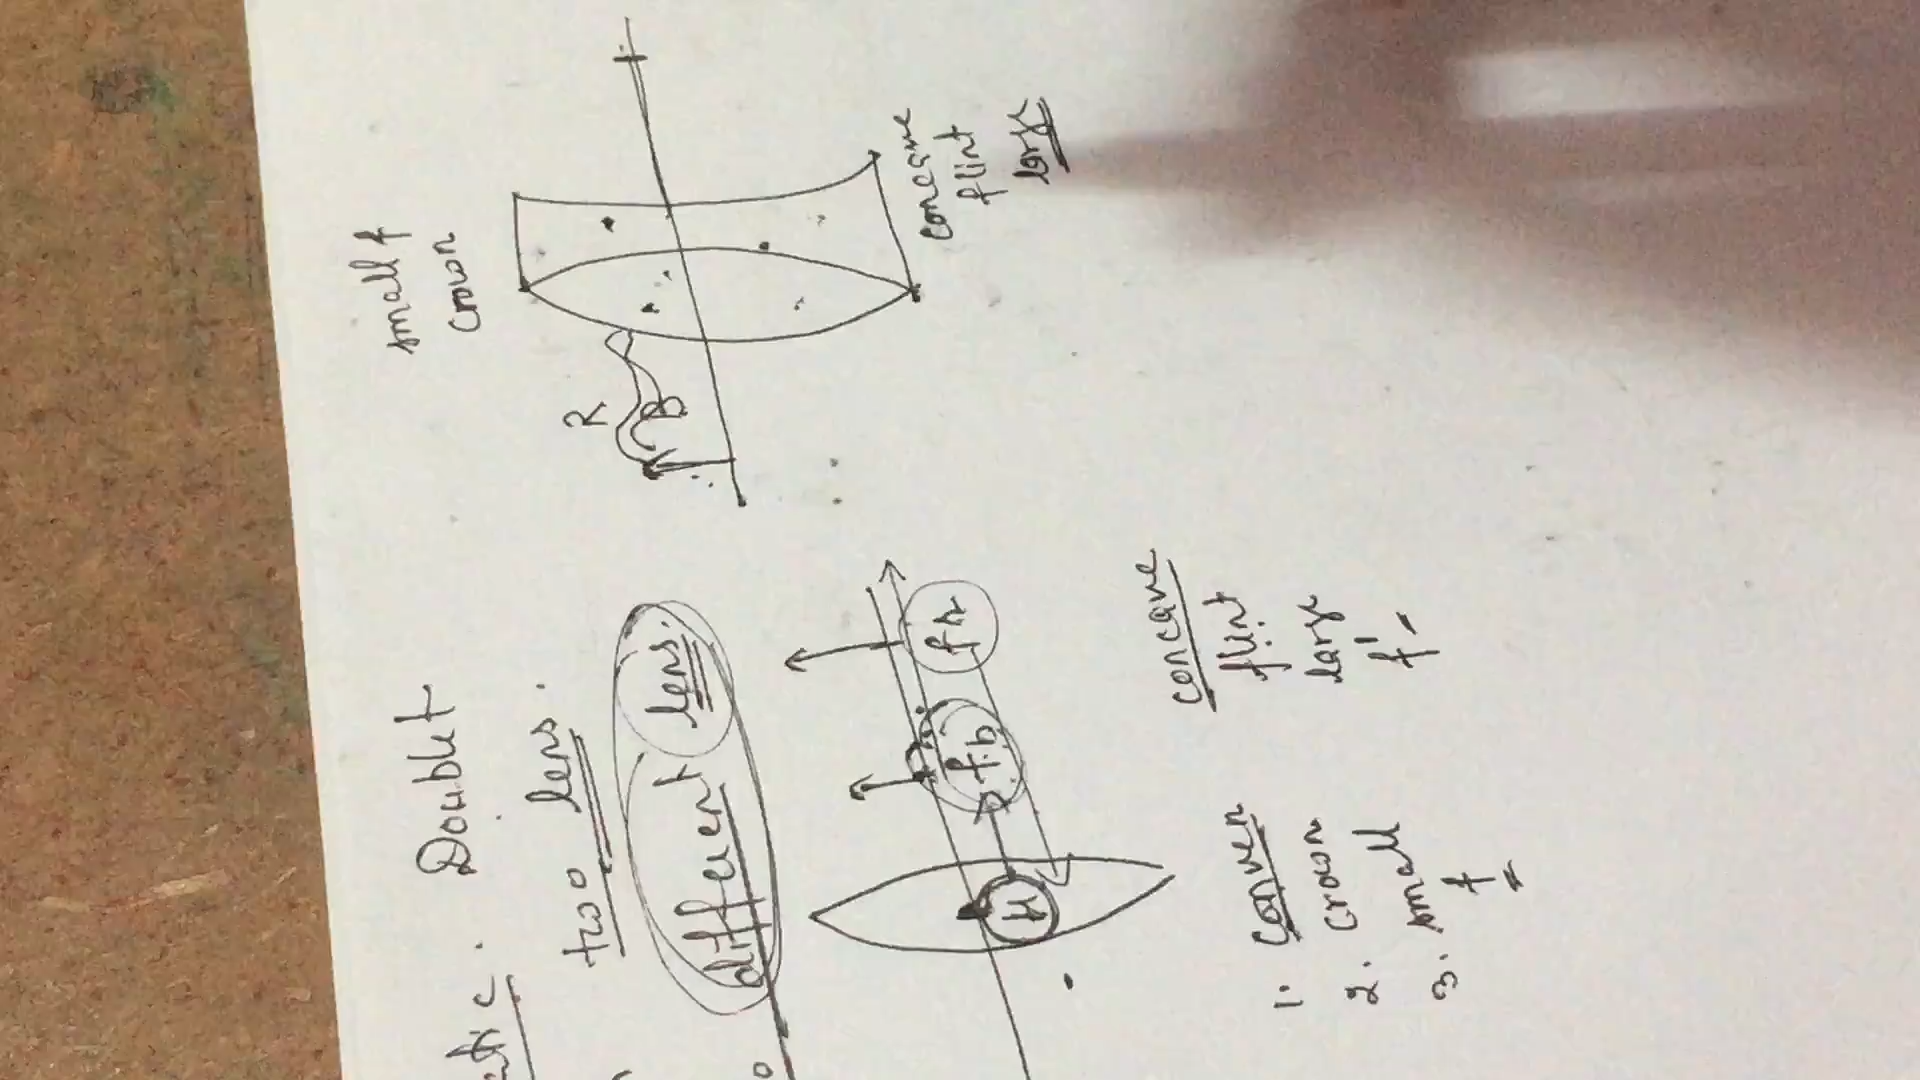 Doublet
two lens.
different lens.
fb
fr
1. Convex
2. crown
3. small
f
concave
flint
large
f
small f
crown
R
B
concave
flint
large